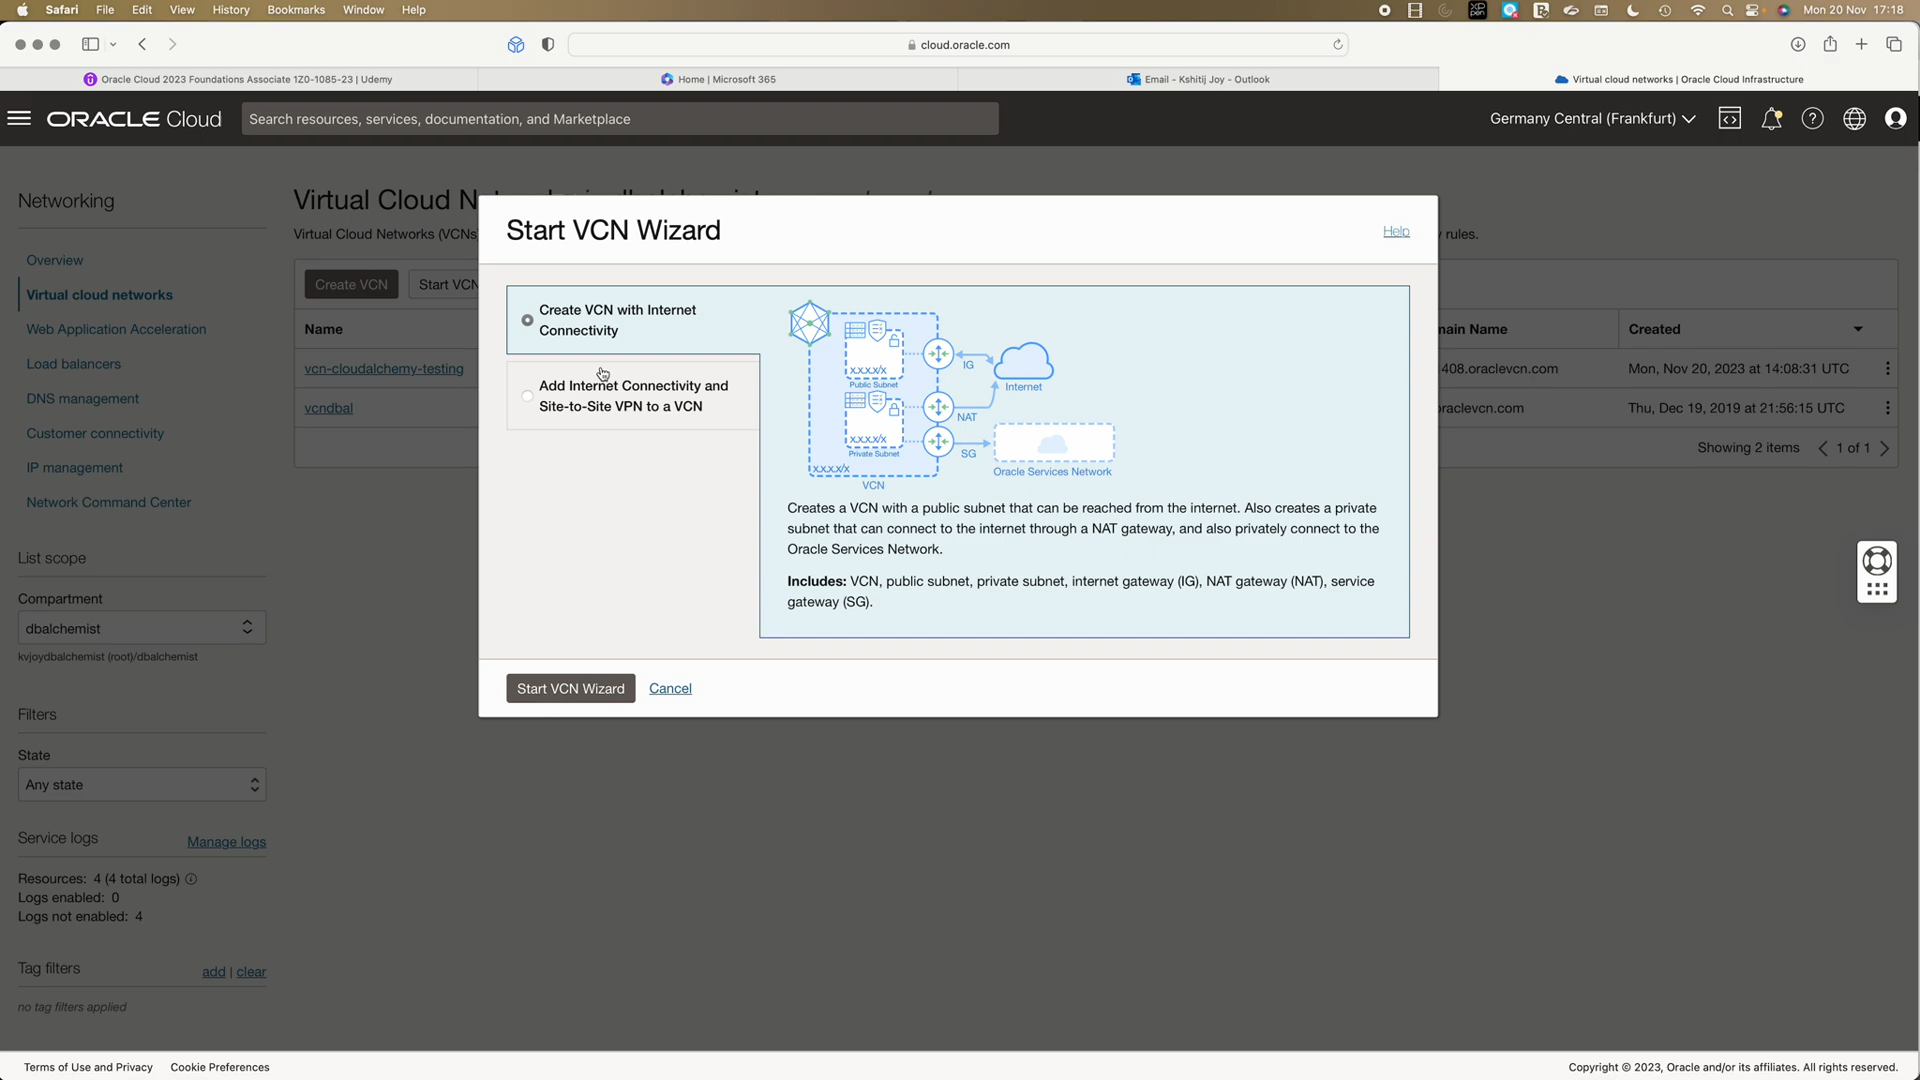 Safari File Edit View History Bookmarks Window Help
Mon 20 Nov 17:18
cloud.oracle.com
Oracle Cloud 2023 Foundations Associate 1Z0-1085-23 | Udemy
Home | Microsoft 365
Email - Kshitij Joy - Outlook
Virtual cloud networks | Oracle Cloud Infrastructure
ORACLE Cloud
Search resources, services, documentation, and Marketplace
Germany Central (Frankfurt)
Networking
Overview
Virtual cloud networks
Web Application Acceleration
Load balancers
DNS management
Customer connectivity
IP management
Network Command Center
List scope
Compartment
dbalchemist
kvjoydbalchemist (root)/dbalchemist
Filters
State
Any state
Service logs
Manage logs
Resources: 4 (4 total logs)
Logs enabled: 0
Logs not enabled: 4
Tag filters
add | clear
no tag filters applied
Virtual Cloud N
Virtual Cloud Networks (VCNs
y rules.
Create VCN
Start VCN
Name
main Name
Created
vcn-cloudalchemy-testing
408.oraclevcn.com
Mon, Nov 20, 2023 at 14:08:31 UTC
vcndbal
oraclevcn.com
Thu, Dec 19, 2019 at 21:56:15 UTC
Showing 2 items
1 of 1
Start VCN Wizard
Help
Create VCN with Internet
Connectivity
Add Internet Connectivity and
Site-to-Site VPN to a VCN
x.x.x.x/x
Public Subnet
IG
Internet
NAT
x.x.x.x/x
Private Subnet
SG
Oracle Services Network
x.x.x.x/x
VCN
Creates a VCN with a public subnet that can be reached from the internet. Also creates a private
subnet that can connect to the internet through a NAT gateway, and also privately connect to the
Oracle Services Network.
Includes: VCN, public subnet, private subnet, internet gateway (IG), NAT gateway (NAT), service
gateway (SG).
Start VCN Wizard
Cancel
Terms of Use and Privacy
Cookie Preferences
Copyright © 2023, Oracle and/or its affiliates. All rights reserved.